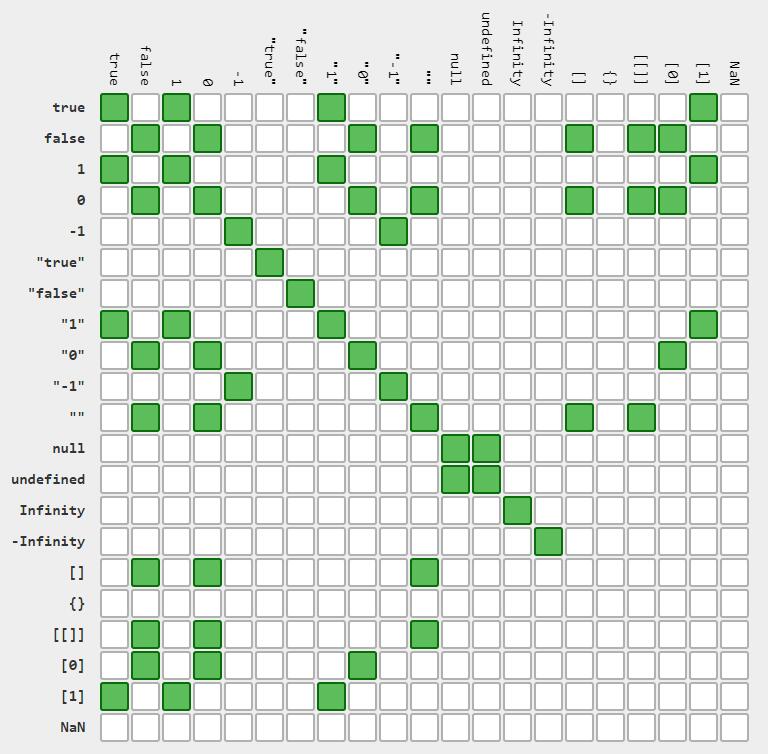 true
false
1
0
-1
"true"
"false"
"1"
"0"
"-1"
""
null
undefined
Infinity
-Infinity
[]
{}
[[]]
[0]
[1]
NaN
true
false
1
0
-1
"true"
"false"
"1"
"0"
"-1"
""
null
undefined
Infinity
-Infinity
[]
{}
[[]]
[0]
[1]
NaN